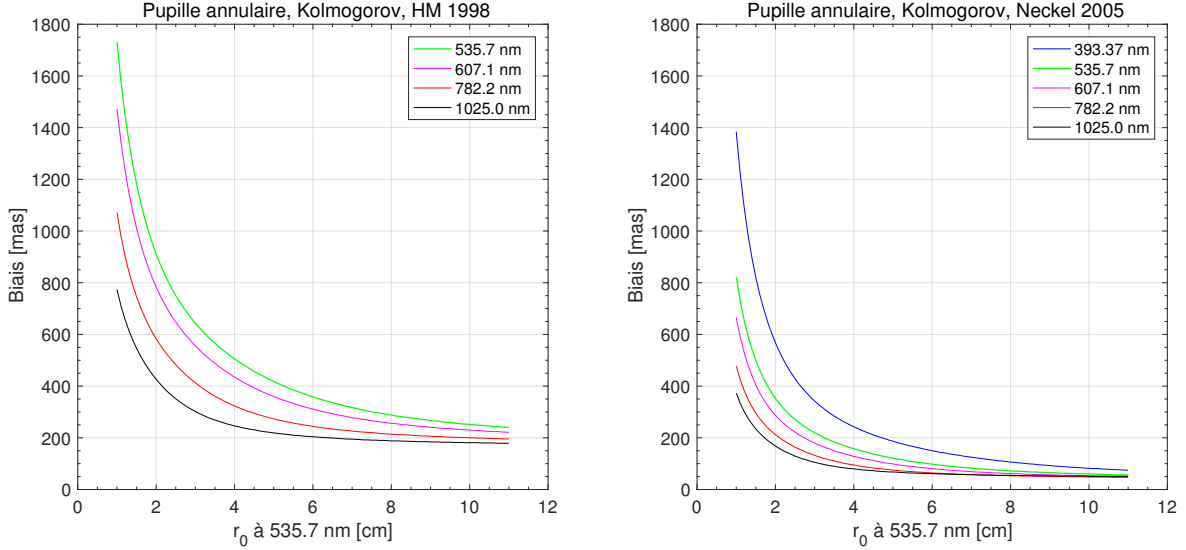 Pupille annulaire, Kolmogorov, HM 1998
1800
1600
1400
1200
1000
800
600
400
200
0
Biais [mas]
535.7 nm
607.1 nm
782.2 nm
1025.0 nm
0 2 4 6 8 10 12
r0 à 535.7 nm [cm]
Pupille annulaire, Kolmogorov, Neckel 2005
1800
1600
1400
1200
1000
800
600
400
200
0
Biais [mas]
393.37 nm
535.7 nm
607.1 nm
782.2 nm
1025.0 nm
0 2 4 6 8 10 12
r0 à 535.7 nm [cm]